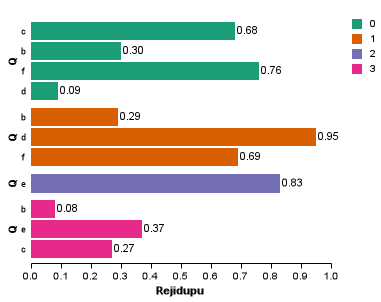 c 0.68 0
b 0.30 1
Q
f 0.76 2
d 0.09 3
b 0.29
Q d 0.95
f 0.69
Q e 0.83
b 0.08
Q e 0.37
c 0.27
0.0 0.1 0.2 0.3 0.4 0.5 0.6 0.7 0.8 0.9 1.0
Rejidupu